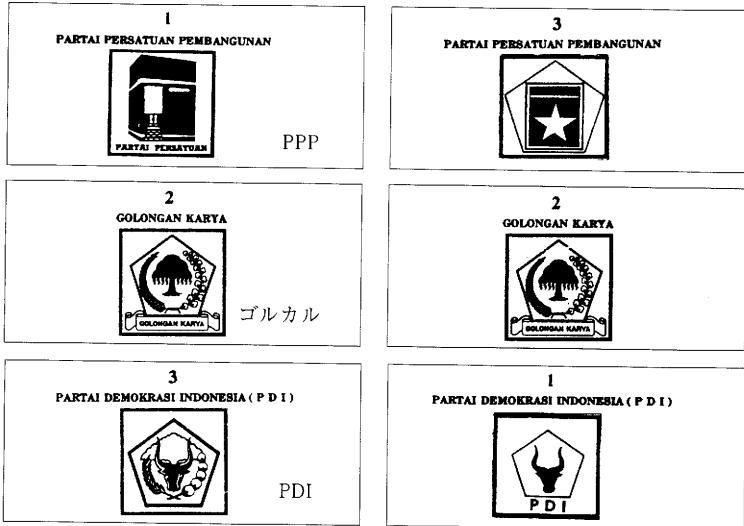 1
PARTAI PERSATUAN PEMBANGUNAN
PARTAI PERSATUAN
PPP
2
GOLONGAN KARYA
GOLONGAN KARYA
ゴルカル
3
PARTAI DEMOKRASI INDONESIA ( P D I )
PDI
3
PARTAI PERSATUAN PEMBANGUNAN
2
GOLONGAN KARYA
GOLONGAN KARYA
1
PARTAI DEMOKRASI INDONESIA ( P D I )
PDI